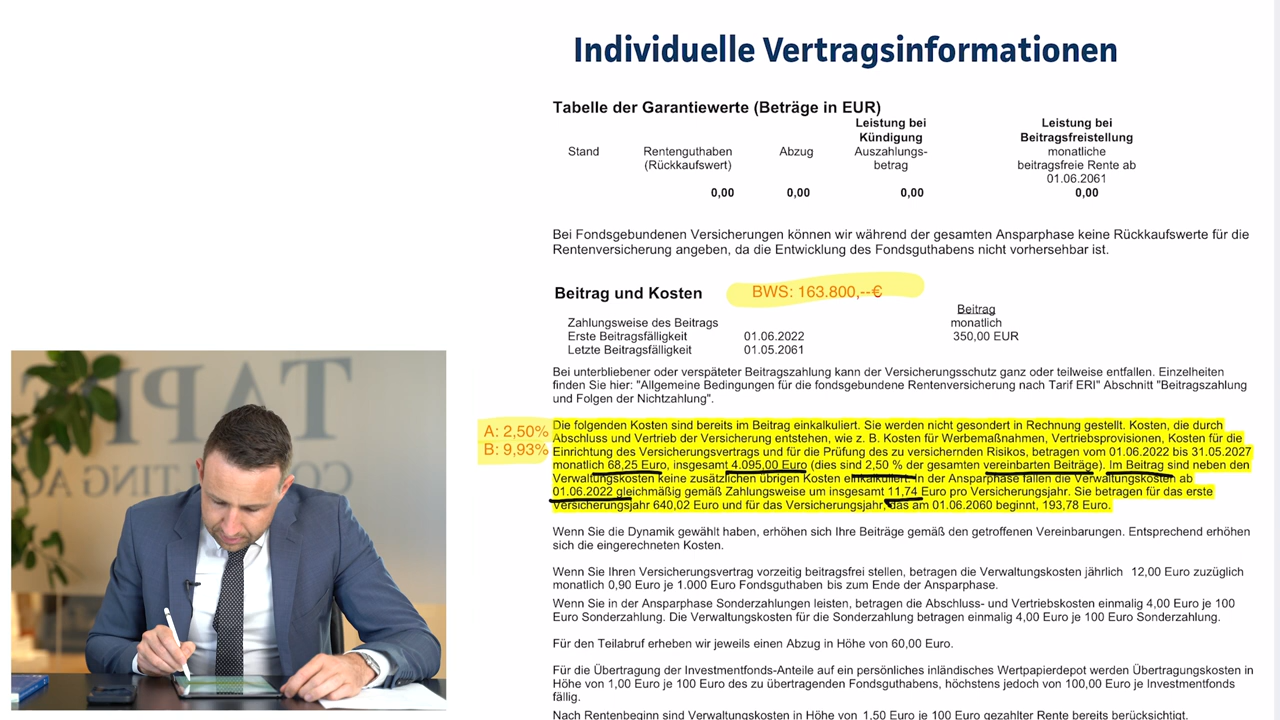 Individuelle Vertragsinformationen
Tabelle der Garantiewerte (Beträge in EUR)
Leistung bei Leistung bei
Kündigung Beitragsfreistellung
Stand Rentenguthaben Abzug Auszahlungs- monatliche
(Rückkaufswert) betrag beitragsfreie Rente ab
01.06.2061
0,00 0,00 0,00 0,00
Bei Fondsgebundenen Versicherungen können wir während der gesamten Ansparphase keine Rückkaufswerte für die
Rentenversicherung angeben, da die Entwicklung des Fondsguthabens nicht vorhersehbar ist.
Beitrag und Kosten BWS: 163.800,--€
Beitrag
Zahlungsweise des Beitrags monatlich
Erste Beitragsfälligkeit 01.06.2022 350,00 EUR
Letzte Beitragsfälligkeit 01.05.2061
Bei unterbliebener oder verspäteter Beitragszahlung kann der Versicherungsschutz ganz oder teilweise entfallen. Einzelheiten
finden Sie hier: "Allgemeine Bedingungen für die fondsgebundene Rentenversicherung nach Tarif ERI" Abschnitt "Beitragszahlung
und Folgen der Nichtzahlung".
A: 2,50%
B: 9,93%
Die folgenden Kosten sind bereits im Beitrag einkalkuliert. Sie werden nicht gesondert in Rechnung gestellt. Kosten, die durch
Abschluss und Vertrieb der Versicherung entstehen, wie z. B. Kosten für Werbemaßnahmen, Vertriebsprovisionen, Kosten für die
Einrichtung des Versicherungsvertrags und für die Prüfung des zu versichernden Risikos, betragen vom 01.06.2022 bis 31.05.2027
monatlich 68,25 Euro, insgesamt 4.095,00 Euro (dies sind 2,50 % der gesamten vereinbarten Beiträge). Im Beitrag sind neben den
Verwaltungskosten keine zusätzlichen übrigen Kosten einkalkuliert. In der Ansparphase fallen die Verwaltungskosten ab
01.06.2022 gleichmäßig gemäß Zahlungsweise um insgesamt 11,74 Euro pro Versicherungsjahr. Sie betragen für das erste
Versicherungsjahr 640,02 Euro und für das Versicherungsjahr, das am 01.06.2060 beginnt, 193,78 Euro.
Wenn Sie die Dynamik gewählt haben, erhöhen sich Ihre Beiträge gemäß den getroffenen Vereinbarungen. Entsprechend erhöhen
sich die eingerechneten Kosten.
Wenn Sie Ihren Versicherungsvertrag vorzeitig beitragsfrei stellen, betragen die Verwaltungskosten jährlich 12,00 Euro zuzüglich
monatlich 0,90 Euro je 1.000 Euro Fondsguthaben bis zum Ende der Ansparphase.
Wenn Sie in der Ansparphase Sonderzahlungen leisten, betragen die Abschluss- und Vertriebskosten einmalig 4,00 Euro je 100
Euro Sonderzahlung. Die Verwaltungskosten für die Sonderzahlung betragen einmalig 4,00 Euro je 100 Euro Sonderzahlung.
Für den Teilabruf erheben wir jeweils einen Abzug in Höhe von 60,00 Euro.
Für die Übertragung der Investmentfonds-Anteile auf ein persönliches inländisches Wertpapierdepot werden Übertragungskosten in
Höhe von 1,00 Euro je 100 Euro des zu übertragenden Fondsguthabens, höchstens jedoch von 100,00 Euro je Investmentfonds
fällig.
Nach Rentenbeginn sind Verwaltungskosten in Höhe von 1,50 Euro je 100 Euro gezahlter Rente bereits berücksichtigt.